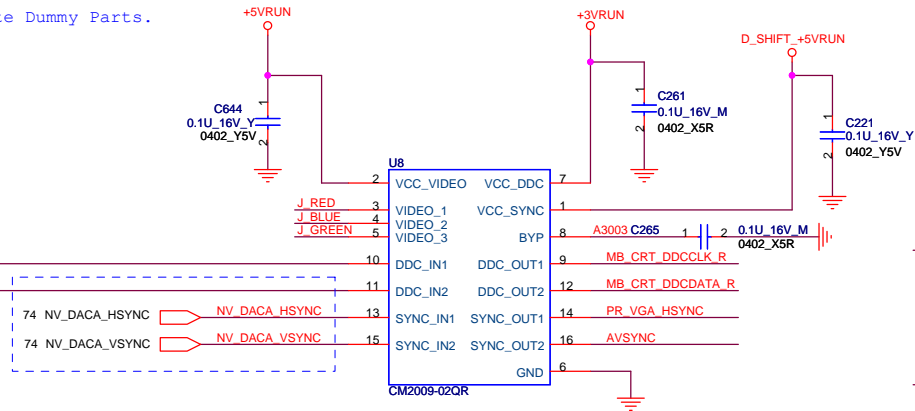 te Dummy Parts.
+5VRUN
+3VRUN
D_SHIFT_+5VRUN
C644
0.1U_16V_Y
0402_Y5V
1
2
C261
0.1U_16V_M
0402_X5R
1
2
C221
0.1U_16V_Y
0402_Y5V
1
2
U8
2 VCC_VIDEO VCC_DDC 7
VCC_SYNC 1
J_RED 3 VIDEO_1
J_BLUE 4 VIDEO_2
J_GREEN 5 VIDEO_3 BYP 8 A3003 C265 1 2 0.1U_16V_M
0402_X5R
10 DDC_IN1 DDC_OUT1 9 MB_CRT_DDCCLK_R
11 DDC_IN2 DDC_OUT2 12 MB_CRT_DDCDATA_R
74 NV_DACA_HSYNC NV_DACA_HSYNC 13 SYNC_IN1 SYNC_OUT1 14 PR_VGA_HSYNC
74 NV_DACA_VSYNC NV_DACA_VSYNC 15 SYNC_IN2 SYNC_OUT2 16 AVSYNC
GND 6
CM2009-02QR